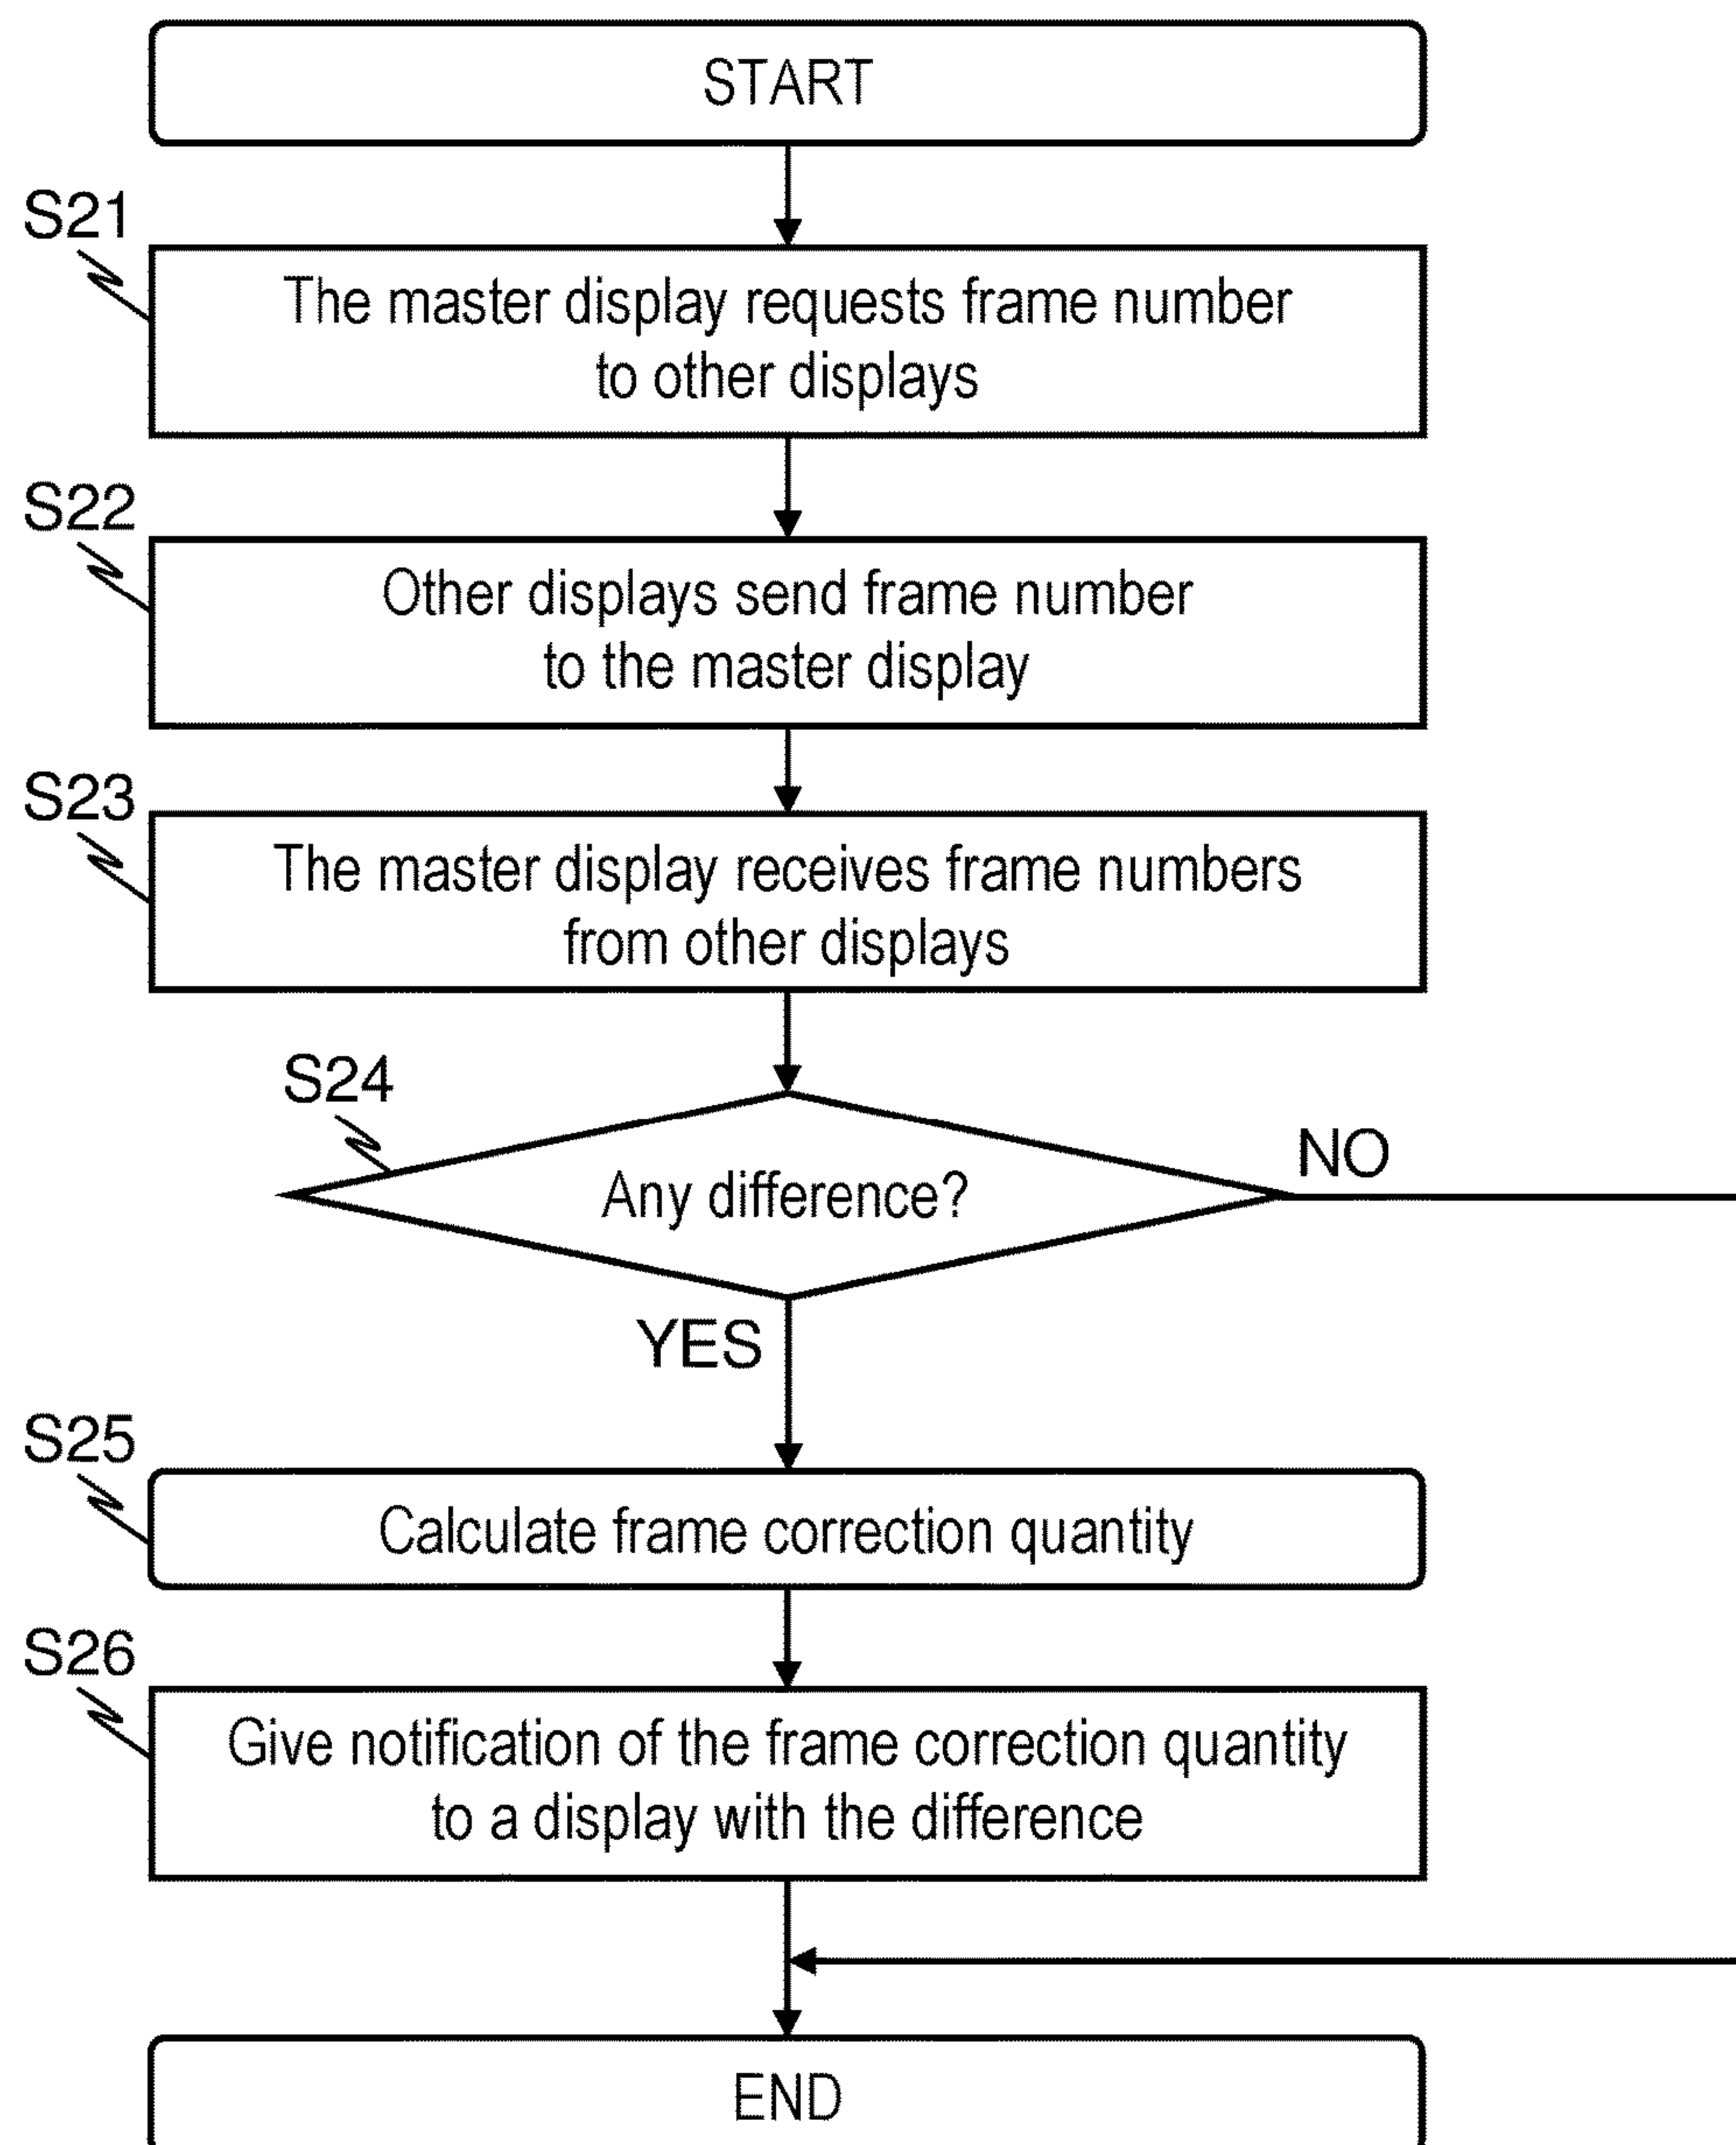 START
S21
The master display requests frame number
to other displays
S22
Other displays send frame number
to the master display
S23
The master display receives frame numbers
from other displays
S24
Any difference?
NO
YES
S25
Calculate frame correction quantity
S26
Give notification of the frame correction quantity
to a display with the difference
END